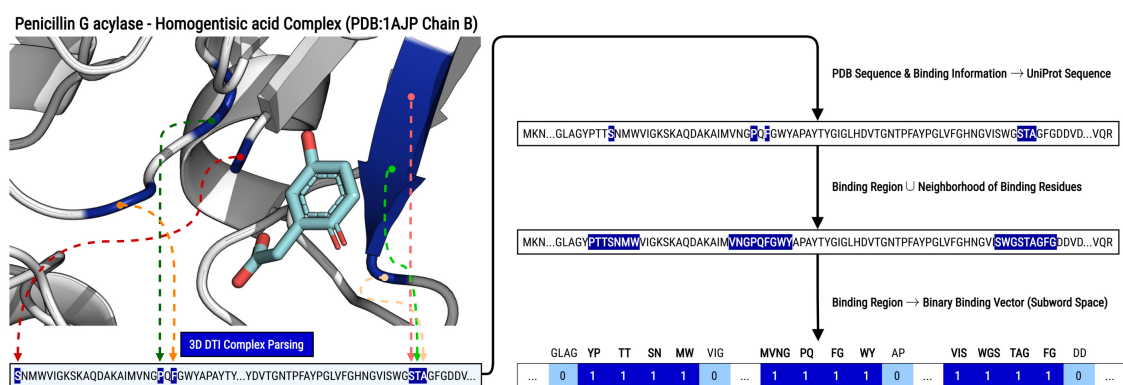 Penicillin G acylase - Homogentisic acid Complex (PDB:1AJP Chain B)
3D DTI Complex Parsing
SNMWVIGKSKAQDAKAIMVNGPQFGWYAPAYTY...YDVTGNTPFAYPGLVFGHNGVISWGSTAGFGDDV...
PDB Sequence & Binding Information → UniProt Sequence
MKN...GLAGYPTTSNMWVIGKSKAQDAKAIMVNGPQFGWYAPAYTYGIGLHDVTGNTPFAYPGLVFGHNGVISWGSTAGFGDDVD...VQR
Binding Region ∪ Neighborhood of Binding Residues
MKN...GLAGYPTTSNMWVIGKSKAQDAKAIMVNGPQFGWYAPAYTYGIGLHDVTGNTPFAYPGLVFGHNGVISWGSTAGFGDDVD...VQR
Binding Region → Binary Binding Vector (Subword Space)
GLAG YP TT SN MW VIG MVNG PQ FG WY AP VIS WGS TAG FG DD
... 0 1 1 1 1 0 ... 1 1 1 1 0 ... 1 1 1 1 0 ...